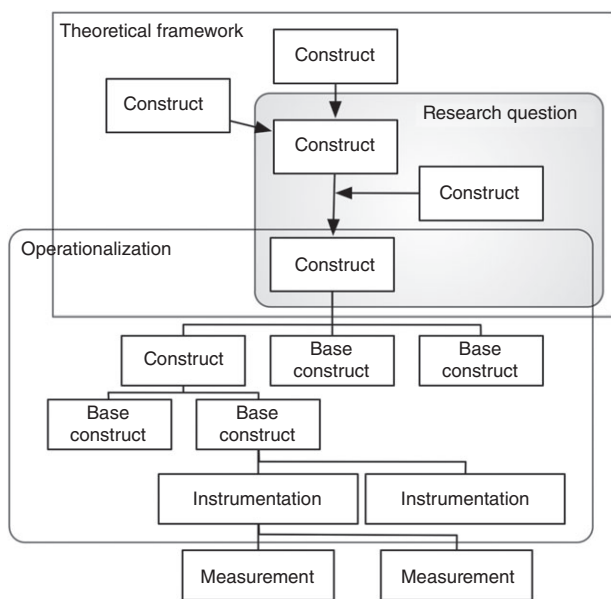 Theoretical framework
Construct
Construct
Research question
Construct
Construct
Operationalization
Construct
Construct
Base
construct
Base
construct
Base
construct
Base
construct
Instrumentation
Instrumentation
Measurement
Measurement